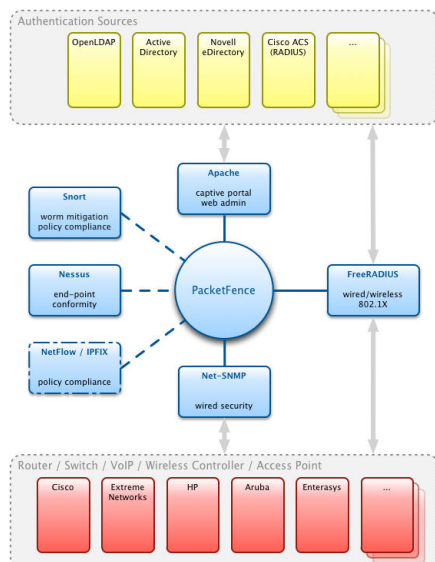 Authentication Sources
OpenLDAP
Active
Directory
Novell
eDirectory
Cisco ACS
(RADIUS)
...
Apache
captive portal
web admin
Snort
worm mitigation
policy compliance
Nessus
end-point
conformity
PacketFence
FreeRADIUS
wired/wireless
802.1X
NetFlow / IPFIX
policy compliance
Net-SNMP
wired security
Router / Switch / VoIP / Wireless Controller / Access Point
Cisco
Extreme
Networks
HP
Aruba
Enterasys
...